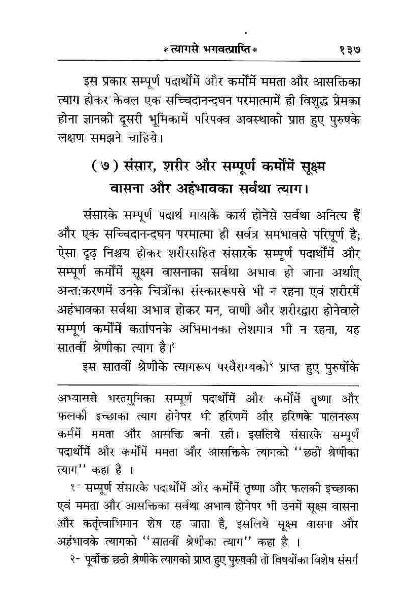 * त्यागसे भगवत्प्राप्ति * १३७
इस प्रकार सम्पूर्ण पदार्थोंमें और कर्मोंमें ममता और आसक्तिका
त्याग होकर केवल एक सच्चिदानन्दघन परमात्मामें ही विशुद्ध प्रेमका
होना ज्ञानकी दूसरी भूमिकामें परिपक्व अवस्थाको प्राप्त हुए पुरुषके
लक्षण समझने चाहिये।
(७) संसार, शरीर और सम्पूर्ण कर्मोंमें सूक्ष्म
वासना और अहंभावका सर्वथा त्याग।
संसारके सम्पूर्ण पदार्थ मायाके कार्य होनेसे सर्वथा अनित्य हैं
और एक सच्चिदानन्दघन परमात्मा ही सर्वत्र समभावसे परिपूर्ण है;
ऐसा दृढ़ निश्चय होकर शरीरसहित संसारके सम्पूर्ण पदार्थोंमें और
सम्पूर्ण कर्मोंमें सूक्ष्म वासनाका सर्वथा अभाव हो जाना अर्थात्
अन्तःकरणमें उनके चित्रोंका संस्काररूपसे भी न रहना एवं शरीरमें
अहंभावका सर्वथा अभाव होकर मन, वाणी और शरीरद्वारा होनेवाले
सम्पूर्ण कर्मोंमें कर्तापनके अभिमानका लेशमात्र भी न रहना, यह
सातवीं श्रेणीका त्याग है।१
इस सातवीं श्रेणीके त्यागरूप परवैराग्यको२ प्राप्त हुए पुरुषोंके
अभ्याससे भरतमुनिका सम्पूर्ण पदार्थोंमें और कर्मोंमें तृष्णा और
फलकी इच्छाका त्याग होनेपर भी हरिणमें और हरिणके पालनरूप
कर्ममें ममता और आसक्ति बनी रही। इसलिये संसारके सम्पूर्ण
पदार्थोंमें और कर्मोंमें ममता और आसक्तिके त्यागको "छठी श्रेणीका
त्याग" कहा है ।
१- सम्पूर्ण संसारके पदार्थोंमें और कर्मोंमें तृष्णा और फलकी इच्छाका
एवं ममता और आसक्तिका सर्वथा अभाव होनेपर भी उनमें सूक्ष्म वासना
और कर्तृत्वाभिमान शेष रह जाता है, इसलिये सूक्ष्म वासना और
अहंभावके त्यागको "सातवीं श्रेणीका त्याग" कहा है ।
२- पूर्वोक्त छठी श्रेणीके त्यागको प्राप्त हुए पुरुषकी तो विषयोंका विशेष संसर्ग